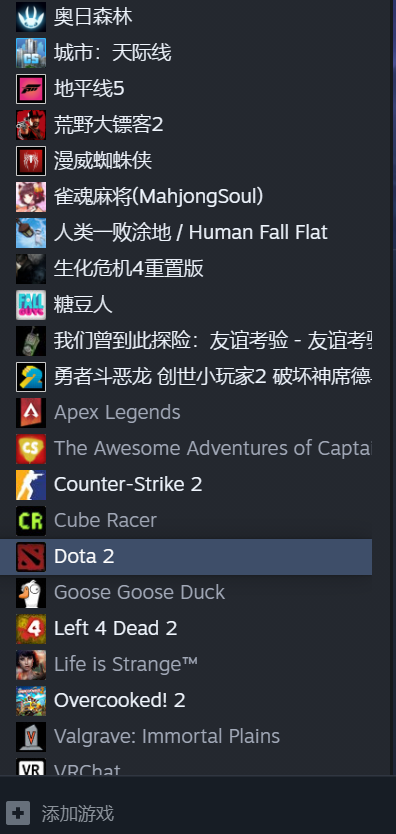 奥日森林
城市：天际线
地平线5
荒野大镖客2
漫威蜘蛛侠
雀魂麻将(MahjongSoul)
人类一败涂地 / Human Fall Flat
生化危机4重置版
糖豆人
我们曾到此探险：友谊考验 - 友谊考验
勇者斗恶龙 创世小玩家2 破坏神席德
Apex Legends
The Awesome Adventures of Captai
Counter-Strike 2
Cube Racer
Dota 2
Goose Goose Duck
Left 4 Dead 2
Life is Strange™
Overcooked! 2
Valgrave: Immortal Plains
VRChat
添加游戏